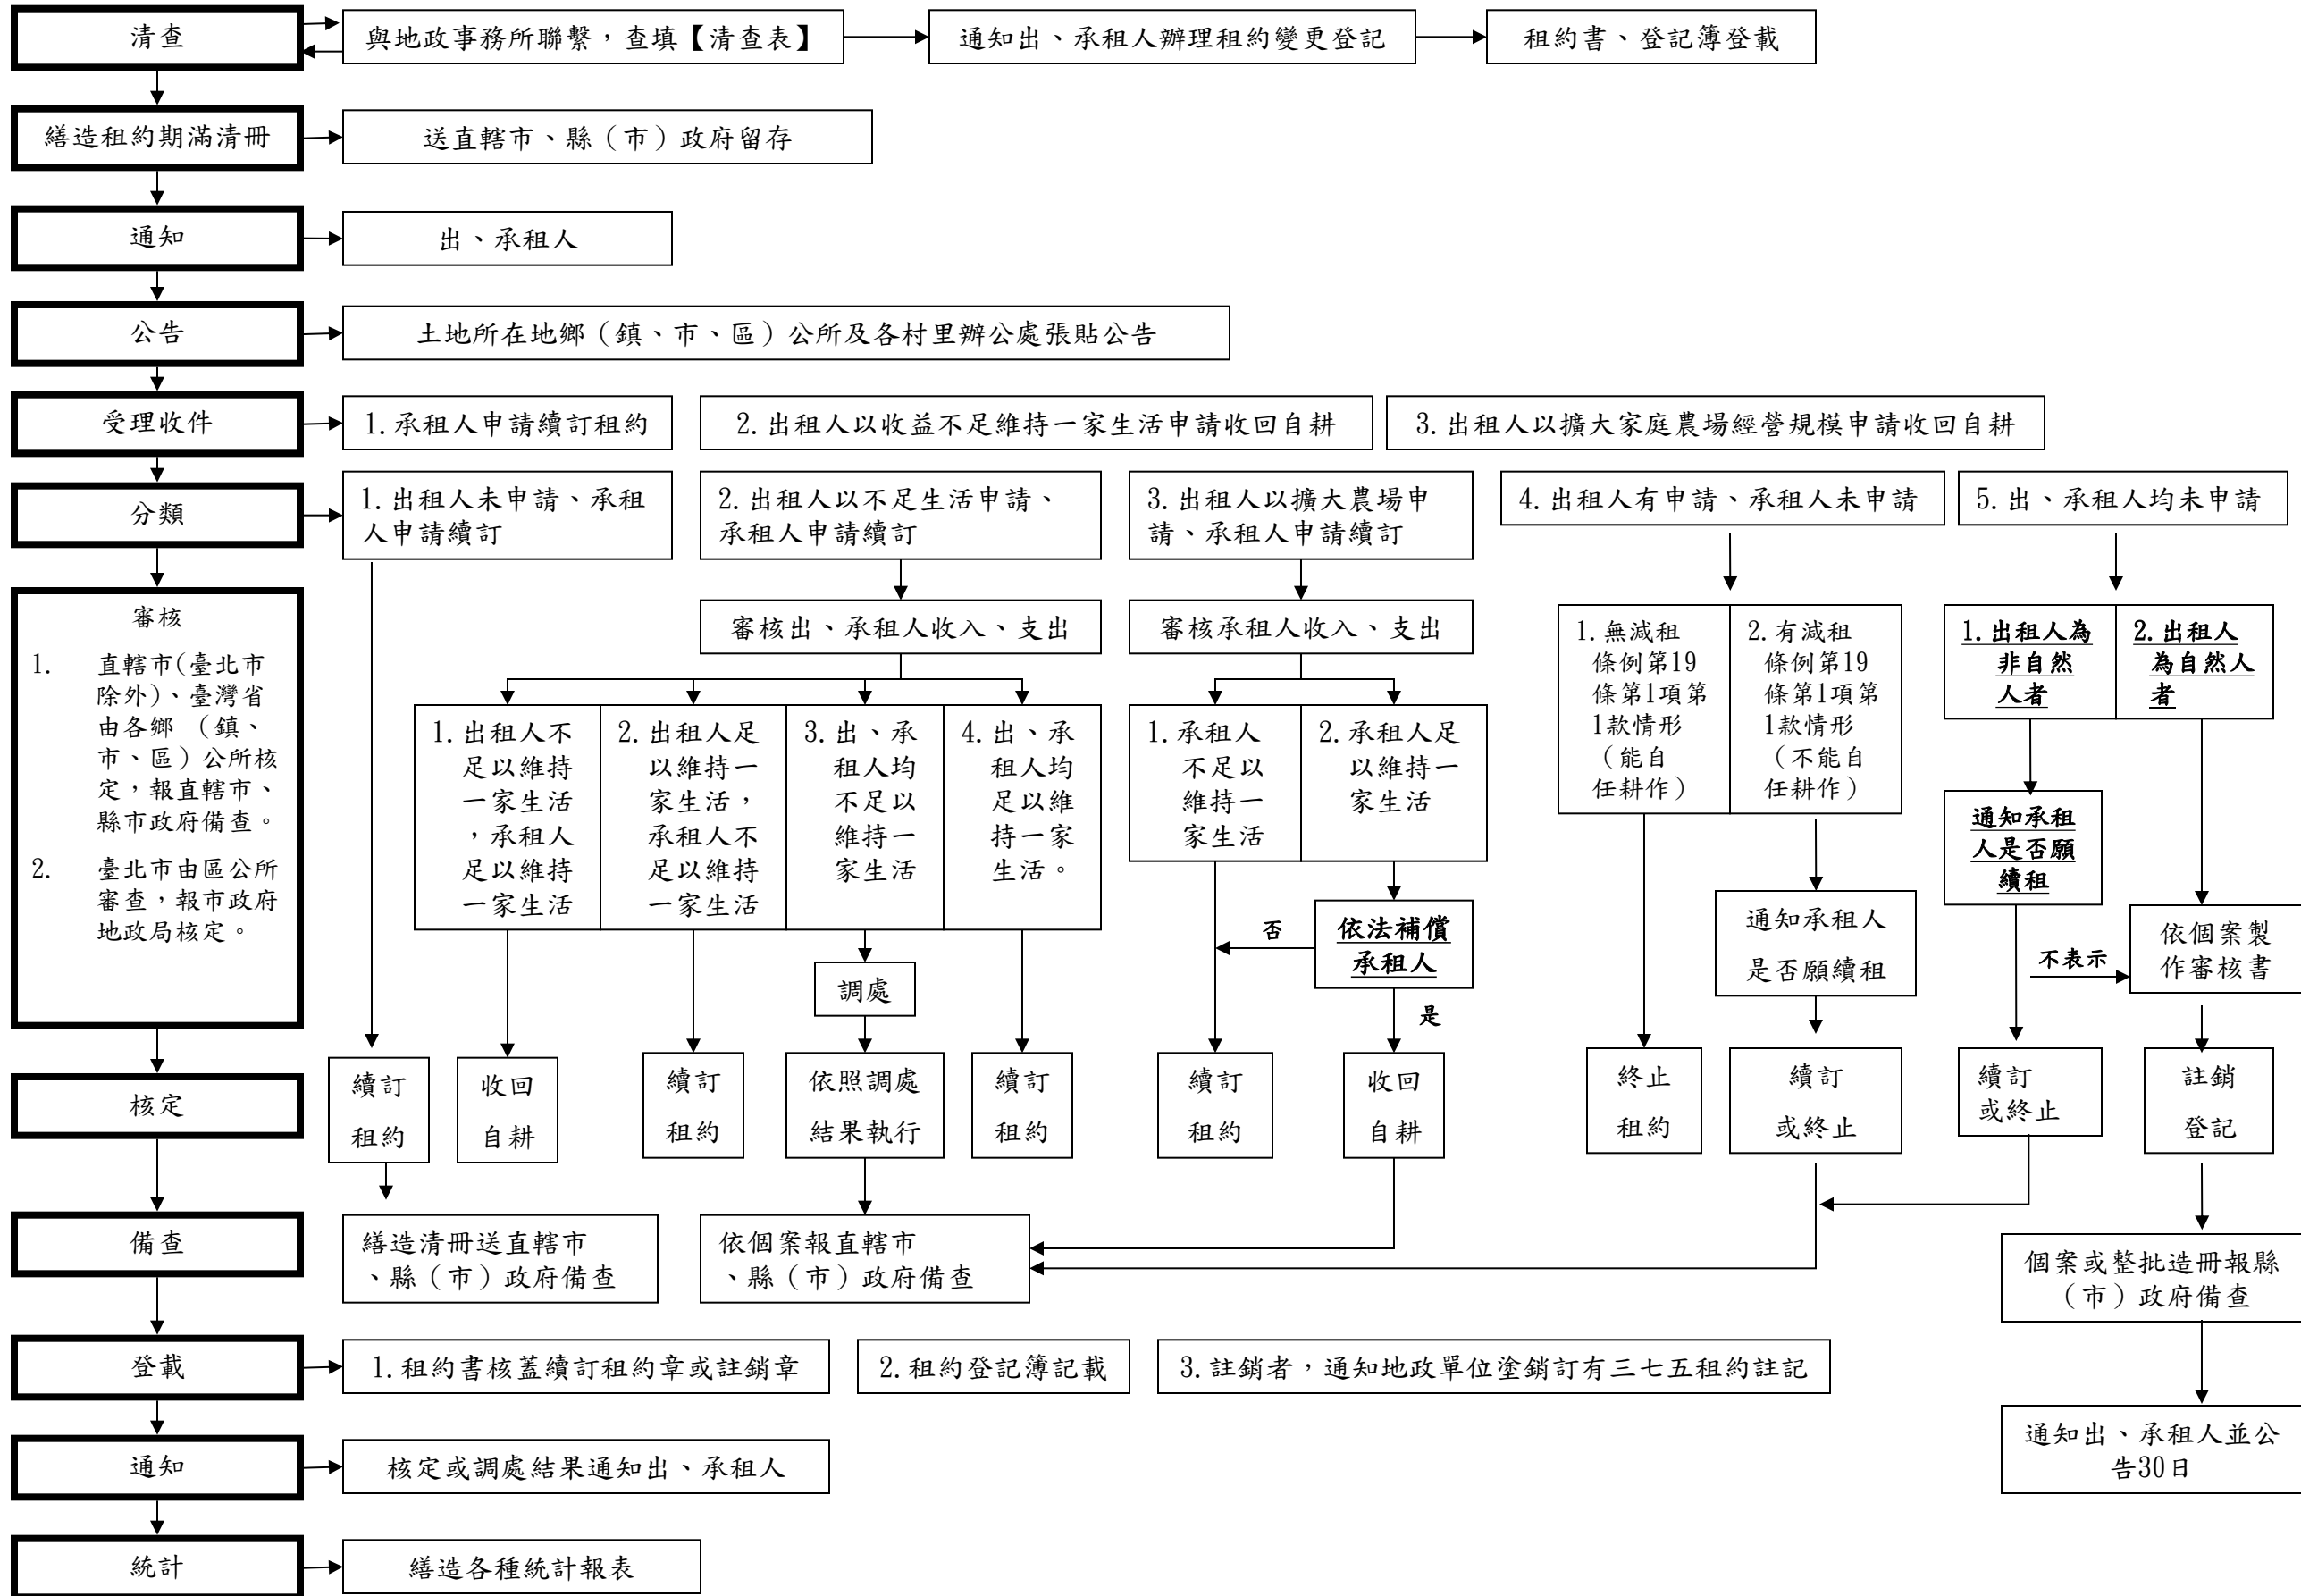 清查
與地政事務所聯繫，查填【清查表】
通知出、承租人辦理租約變更登記
租約書、登記簿登載
繕造租約期滿清冊
送直轄市、縣（市）政府留存
通知
出、承租人
公告
土地所在地鄉（鎮、市、區）公所及各村里辦公處張貼公告
受理收件
1.承租人申請續訂租約
2.出租人以收益不足維持一家生活申請收回自耕
3.出租人以擴大家庭農場經營規模申請收回自耕
分類
1.出租人未申請、承租
人申請續訂
2.出租人以不足生活申請、
承租人申請續訂
3.出租人以擴大農場申
請、承租人申請續訂
4.出租人有申請、承租人未申請
5.出、承租人均未申請
審核
1. 直轄市(臺北市
除外)、臺灣省
由各鄉（鎮、
市、區）公所核
定，報直轄市、
縣市政府備查。
2. 臺北市由區公所
審查，報市政府
地政局核定。
審核出、承租人收入、支出
審核承租人收入、支出
1.出租人不
足以維持
一家生活
，承租人
足以維持
一家生活
2.出租人足
以維持一
家生活，
承租人不
足以維持
一家生活
3.出、承
租人均
不足以
維持一
家生活
4.出、承
租人均
足以維
持一家
生活。
1.承租人
不足以
維持一
家生活
2.承租人足
以維持一
家生活
1.無減租
條例第19
條第1項第
1款情形
（能自
任耕作）
2.有減租
條例第19
條第1項第
1款情形
（不能自
任耕作）
1.出租人為
非自然
人者
2.出租人
為自然人
者
通知承租
人是否願
續租
依法補償
承租人
否
是
通知承租人
是否願續租
不表示
依個案製
作審核書
調處
核定
續訂
租約
收回
自耕
續訂
租約
依照調處
結果執行
續訂
租約
續訂
租約
收回
自耕
終止
租約
續訂
或終止
續訂
或終止
註銷
登記
備查
繕造清冊送直轄市
、縣（市）政府備查
依個案報直轄市
、縣（市）政府備查
個案或整批造冊報縣
（市）政府備查
登載
1.租約書核蓋續訂租約章或註銷章
2.租約登記簿記載
3.註銷者，通知地政單位塗銷訂有三七五租約註記
通知
核定或調處結果通知出、承租人
通知出、承租人並公
告30日
統計
繕造各種統計報表